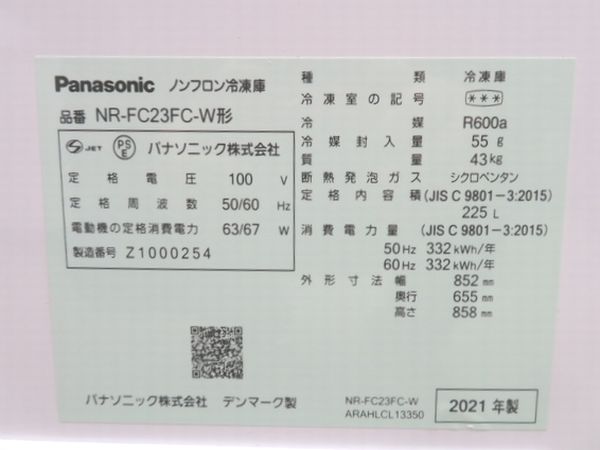 Panasonic ノンフロン冷凍庫
品番 NR-FC23FC-W形
JET PSE パナソニック株式会社
定格電圧 100 V
定格周波数 50/60 Hz
電動機の定格消費電力 63/67 W
製造番号 Z1000254
種類 冷凍庫
冷凍室の記号 ***
冷媒 R600a
冷媒封入量 55 g
質量 43 kg
断熱発泡ガス シクロペンタン
定格内容積 (JIS C 9801-3:2015)
225 L
消費電力量 (JIS C 9801-3:2015)
50Hz 332 kWh/年
60Hz 332 kWh/年
外形寸法 幅 852 mm
奥行 655 mm
高さ 858 mm
パナソニック株式会社 デンマーク製
NR-FC23FC-W
ARAHLCL13350
2021年製